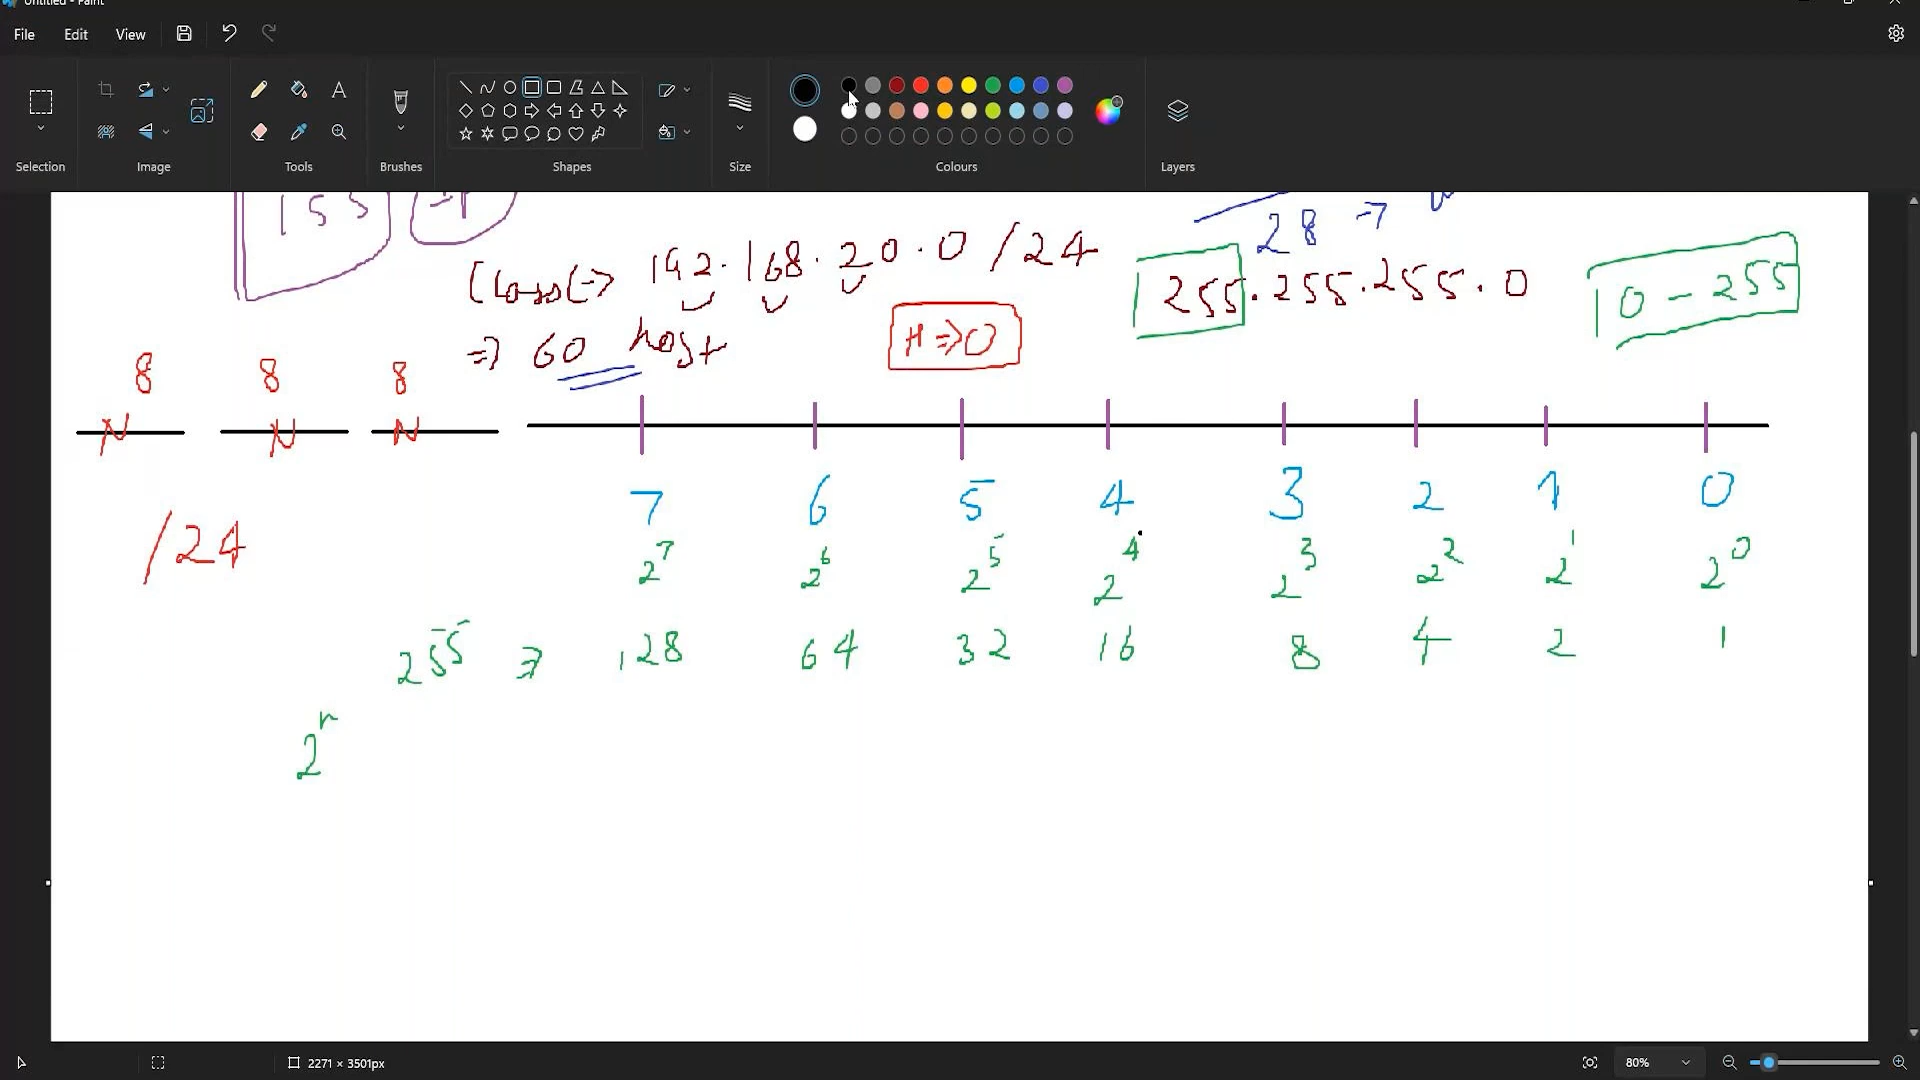 Untitled - Paint
File Edit View
Selection Image Tools Brushes Shapes Size Colours Layers
155
28 →
Class C → 192.168.20.0 /24
255.255.255.0
0 - 255
⇒ 60 host
H ⇒ 0
8 8 8
N N N
7 6 5 4 3 2 1 0
/24
2^7 2^6 2^5 2^4 2^3 2^2 2^1 2^0
255 ⇒ 128 64 32 16 8 4 2 1
2^n
2271 × 3501px
80%